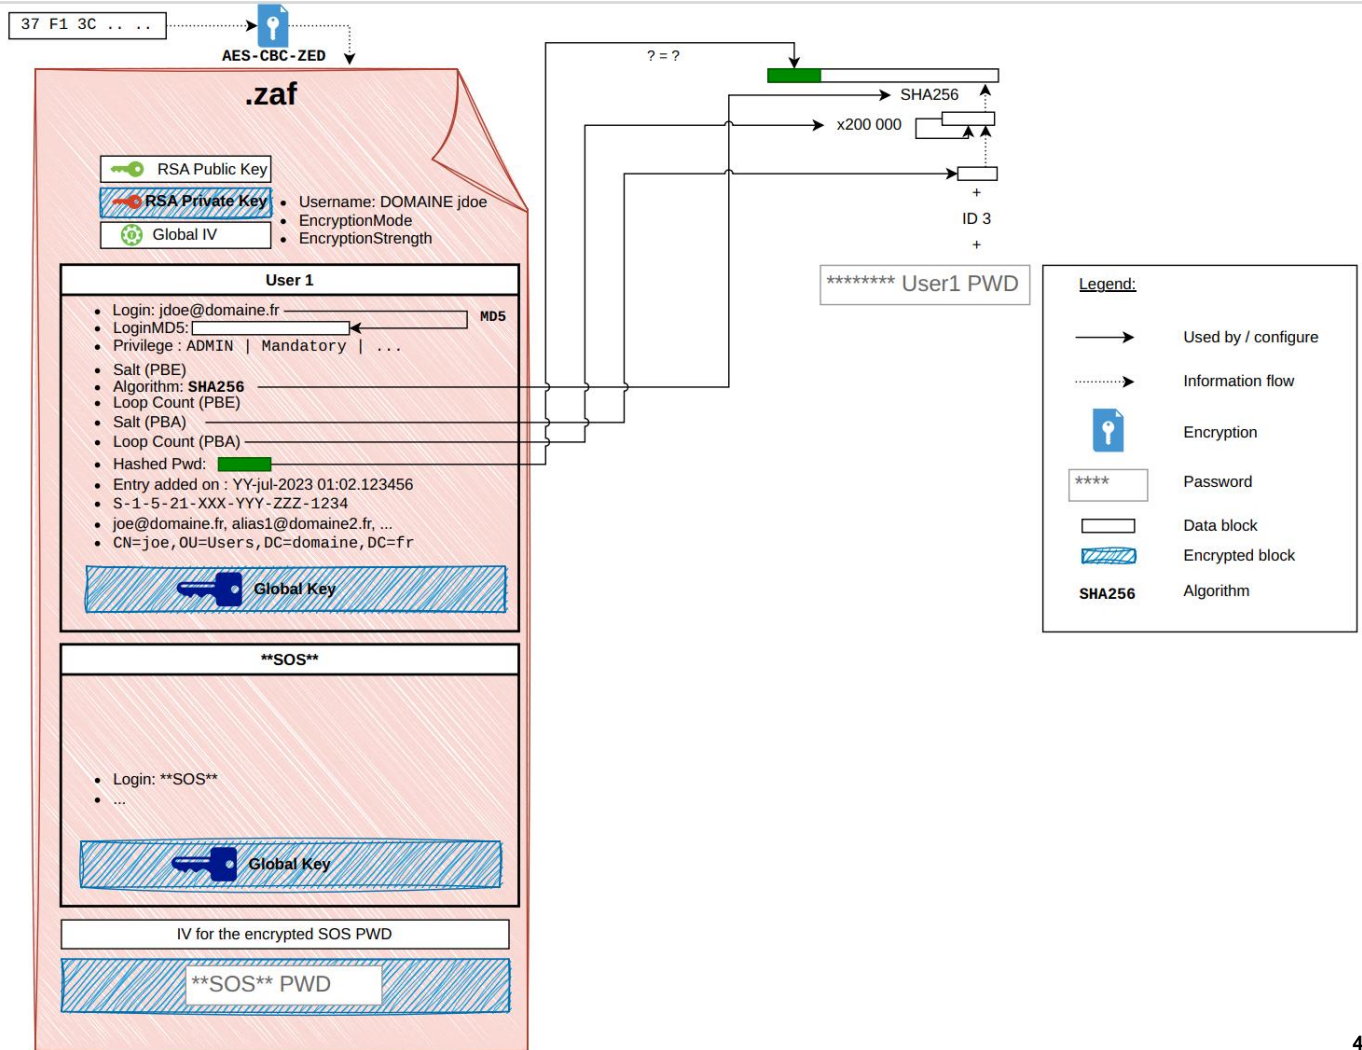 37 F1 3C .. ..
AES-CBC-ZED
.zaf
RSA Public Key
RSA Private Key
Global IV
• Username: DOMAINE jdoe
• EncryptionMode
• EncryptionStrength
User 1
• Login: jdoe@domaine.fr
• LoginMD5:
MD5
• Privilege : ADMIN | Mandatory | ...
• Salt (PBE)
• Algorithm: SHA256
• Loop Count (PBE)
• Salt (PBA)
• Loop Count (PBA)
• Hashed Pwd:
• Entry added on : YY-jul-2023 01:02.123456
• S-1-5-21-XXX-YYY-ZZZ-1234
• joe@domaine.fr, alias1@domaine2.fr, ...
• CN=joe,OU=Users,DC=domaine,DC=fr
Global Key
**SOS**
• Login: **SOS**
• ...
Global Key
IV for the encrypted SOS PWD
**SOS** PWD
? = ?
SHA256
x200 000
+
ID 3
+
******** User1 PWD
Legend:
Used by / configure
Information flow
Encryption
****
Password
Data block
Encrypted block
SHA256
Algorithm
4